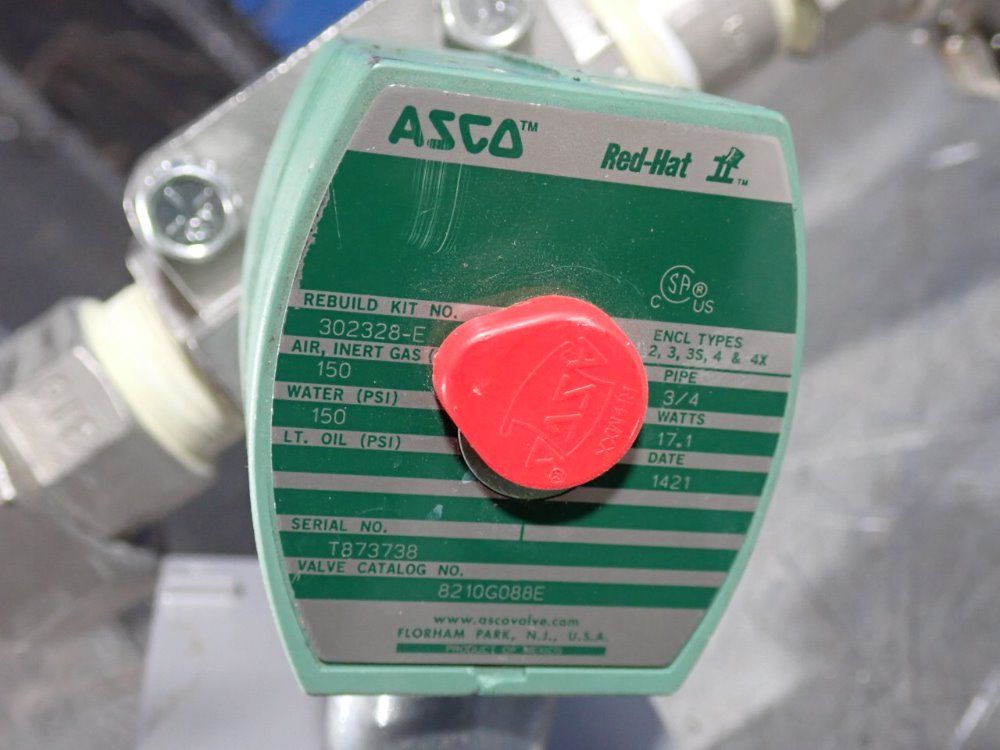 ASCO™
Red-Hat II™
C SA® US
REBUILD KIT NO.
302328-E
ENCL TYPES
2, 3, 3S, 4 & 4X
AIR, INERT GAS (
150
PIPE
3/4
WATER (PSI)
150
WATTS
17.1
LT. OIL (PSI)
DATE
1421
SERIAL NO.
T873738
VALVE CATALOG NO.
8210G088E
www.ascovalve.com
FLORHAM PARK, N.J., U.S.A.
PRODUCT OF MEXICO